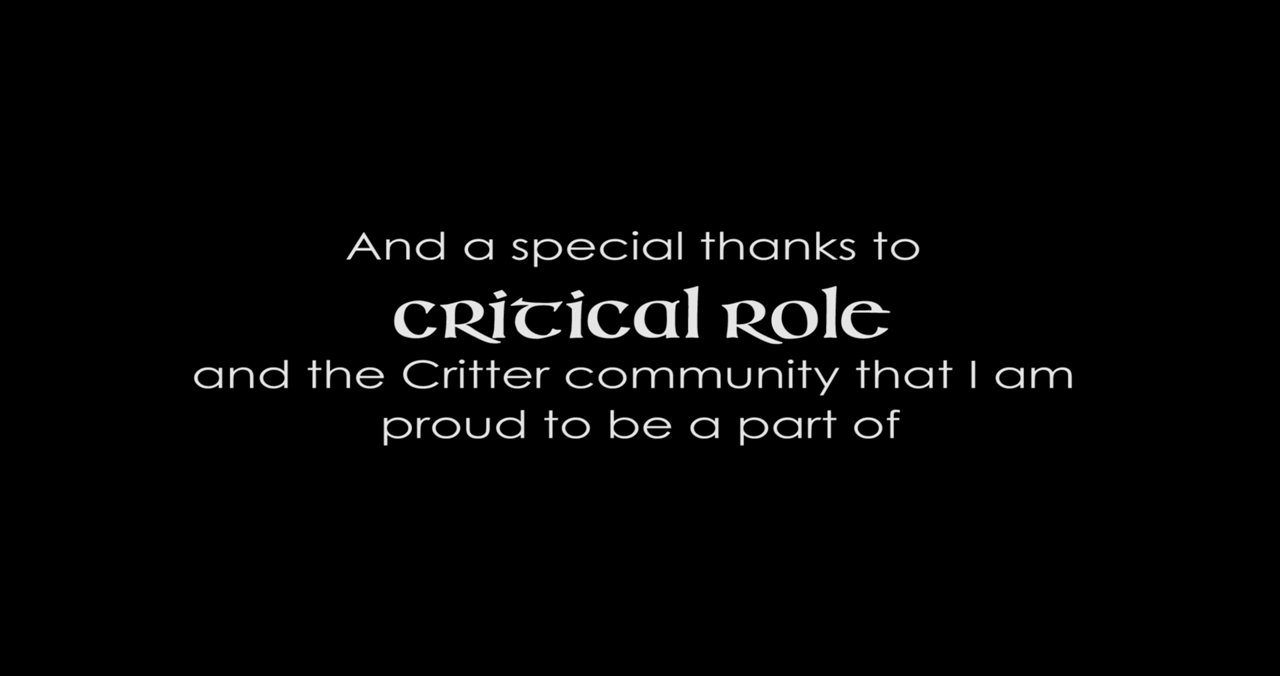 And a special thanks to
CRITICAL ROLE
and the Critter community that I am
proud to be a part of